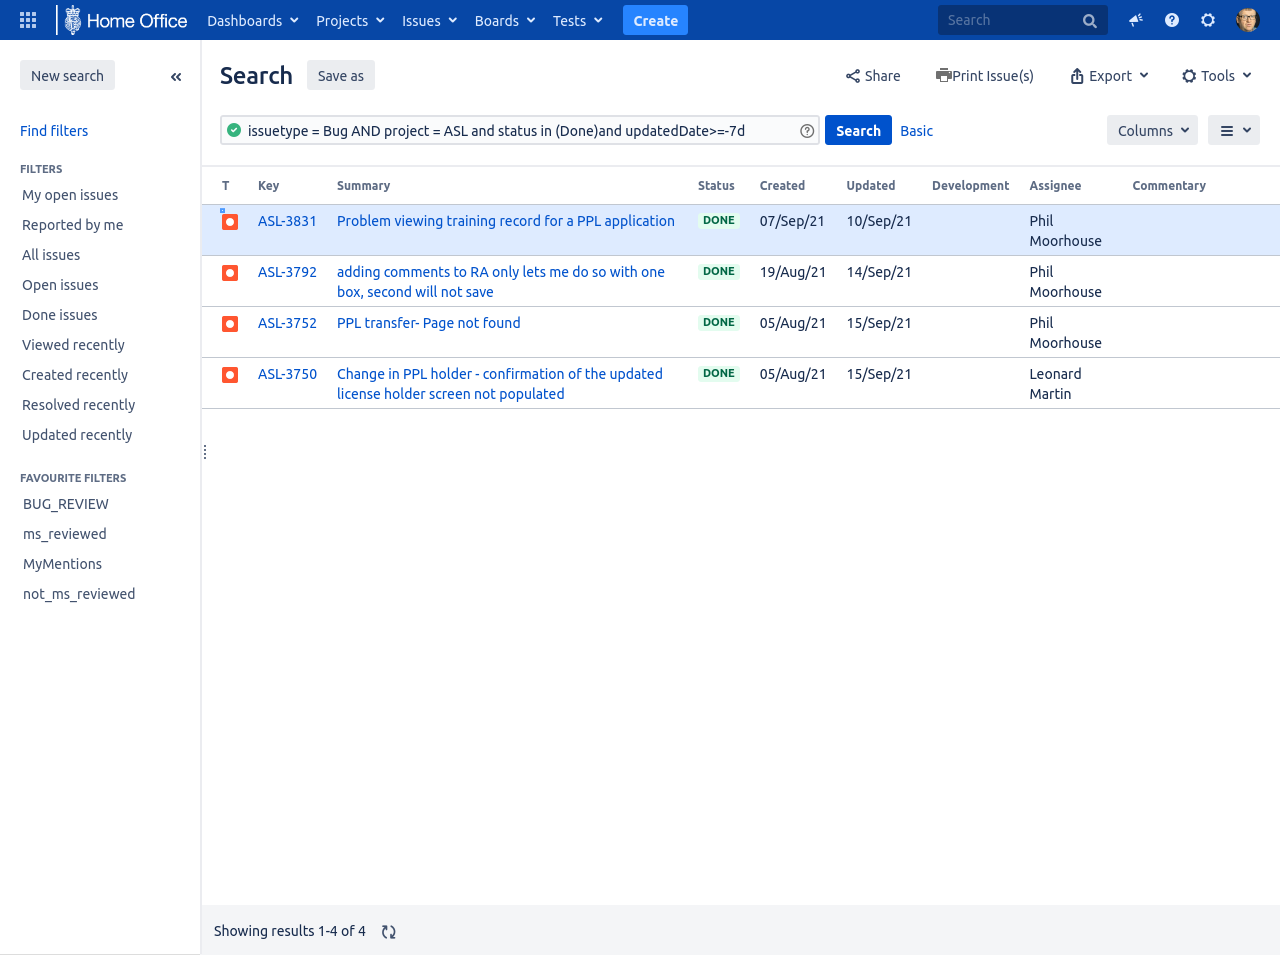 Home Office Dashboards Projects Issues Boards Tests Create Search
New search
Find filters
FILTERS
My open issues
Reported by me
All issues
Open issues
Done issues
Viewed recently
Created recently
Resolved recently
Updated recently
FAVOURITE FILTERS
BUG_REVIEW
ms_reviewed
MyMentions
not_ms_reviewed
Search Save as Share Print Issue(s) Export Tools
issuetype = Bug AND project = ASL and status in (Done)and updatedDate>=-7d Search Basic Columns
T Key Summary Status Created Updated Development Assignee Commentary
ASL-3831 Problem viewing training record for a PPL application DONE 07/Sep/21 10/Sep/21 Phil
Moorhouse
ASL-3792 adding comments to RA only lets me do so with one DONE 19/Aug/21 14/Sep/21 Phil
box, second will not save Moorhouse
ASL-3752 PPL transfer- Page not found DONE 05/Aug/21 15/Sep/21 Phil
Moorhouse
ASL-3750 Change in PPL holder - confirmation of the updated DONE 05/Aug/21 15/Sep/21 Leonard
license holder screen not populated Martin
Showing results 1-4 of 4